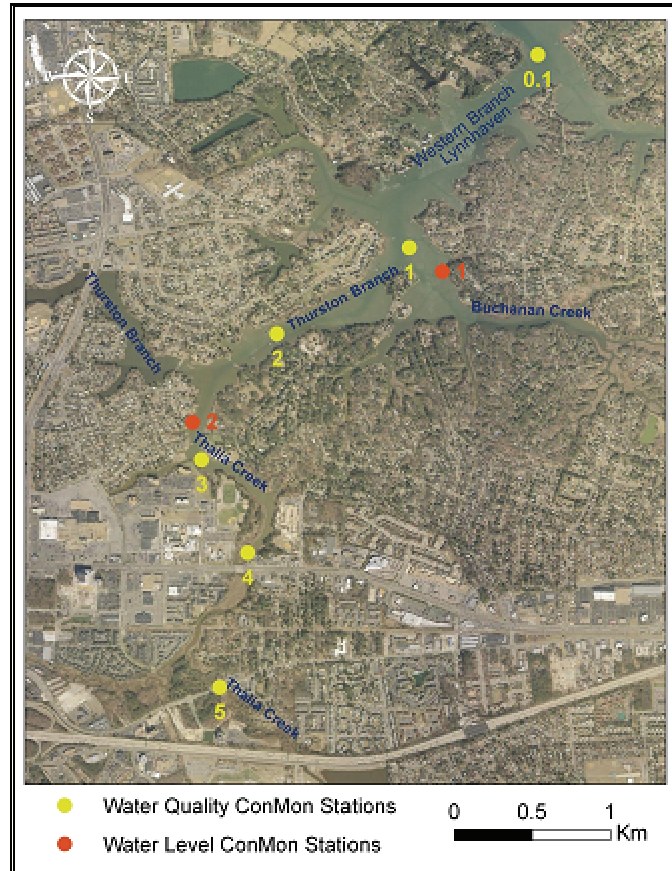 N
S
0.1
Western Branch
Lynnhaven
1
1
Thurston Branch
Buchanan Creek
Thurston Branch
2
2
Thalia Creek
3
4
5
Thalia Creek
Water Quality ConMon Stations
Water Level ConMon Stations
0 0.5 1
Km